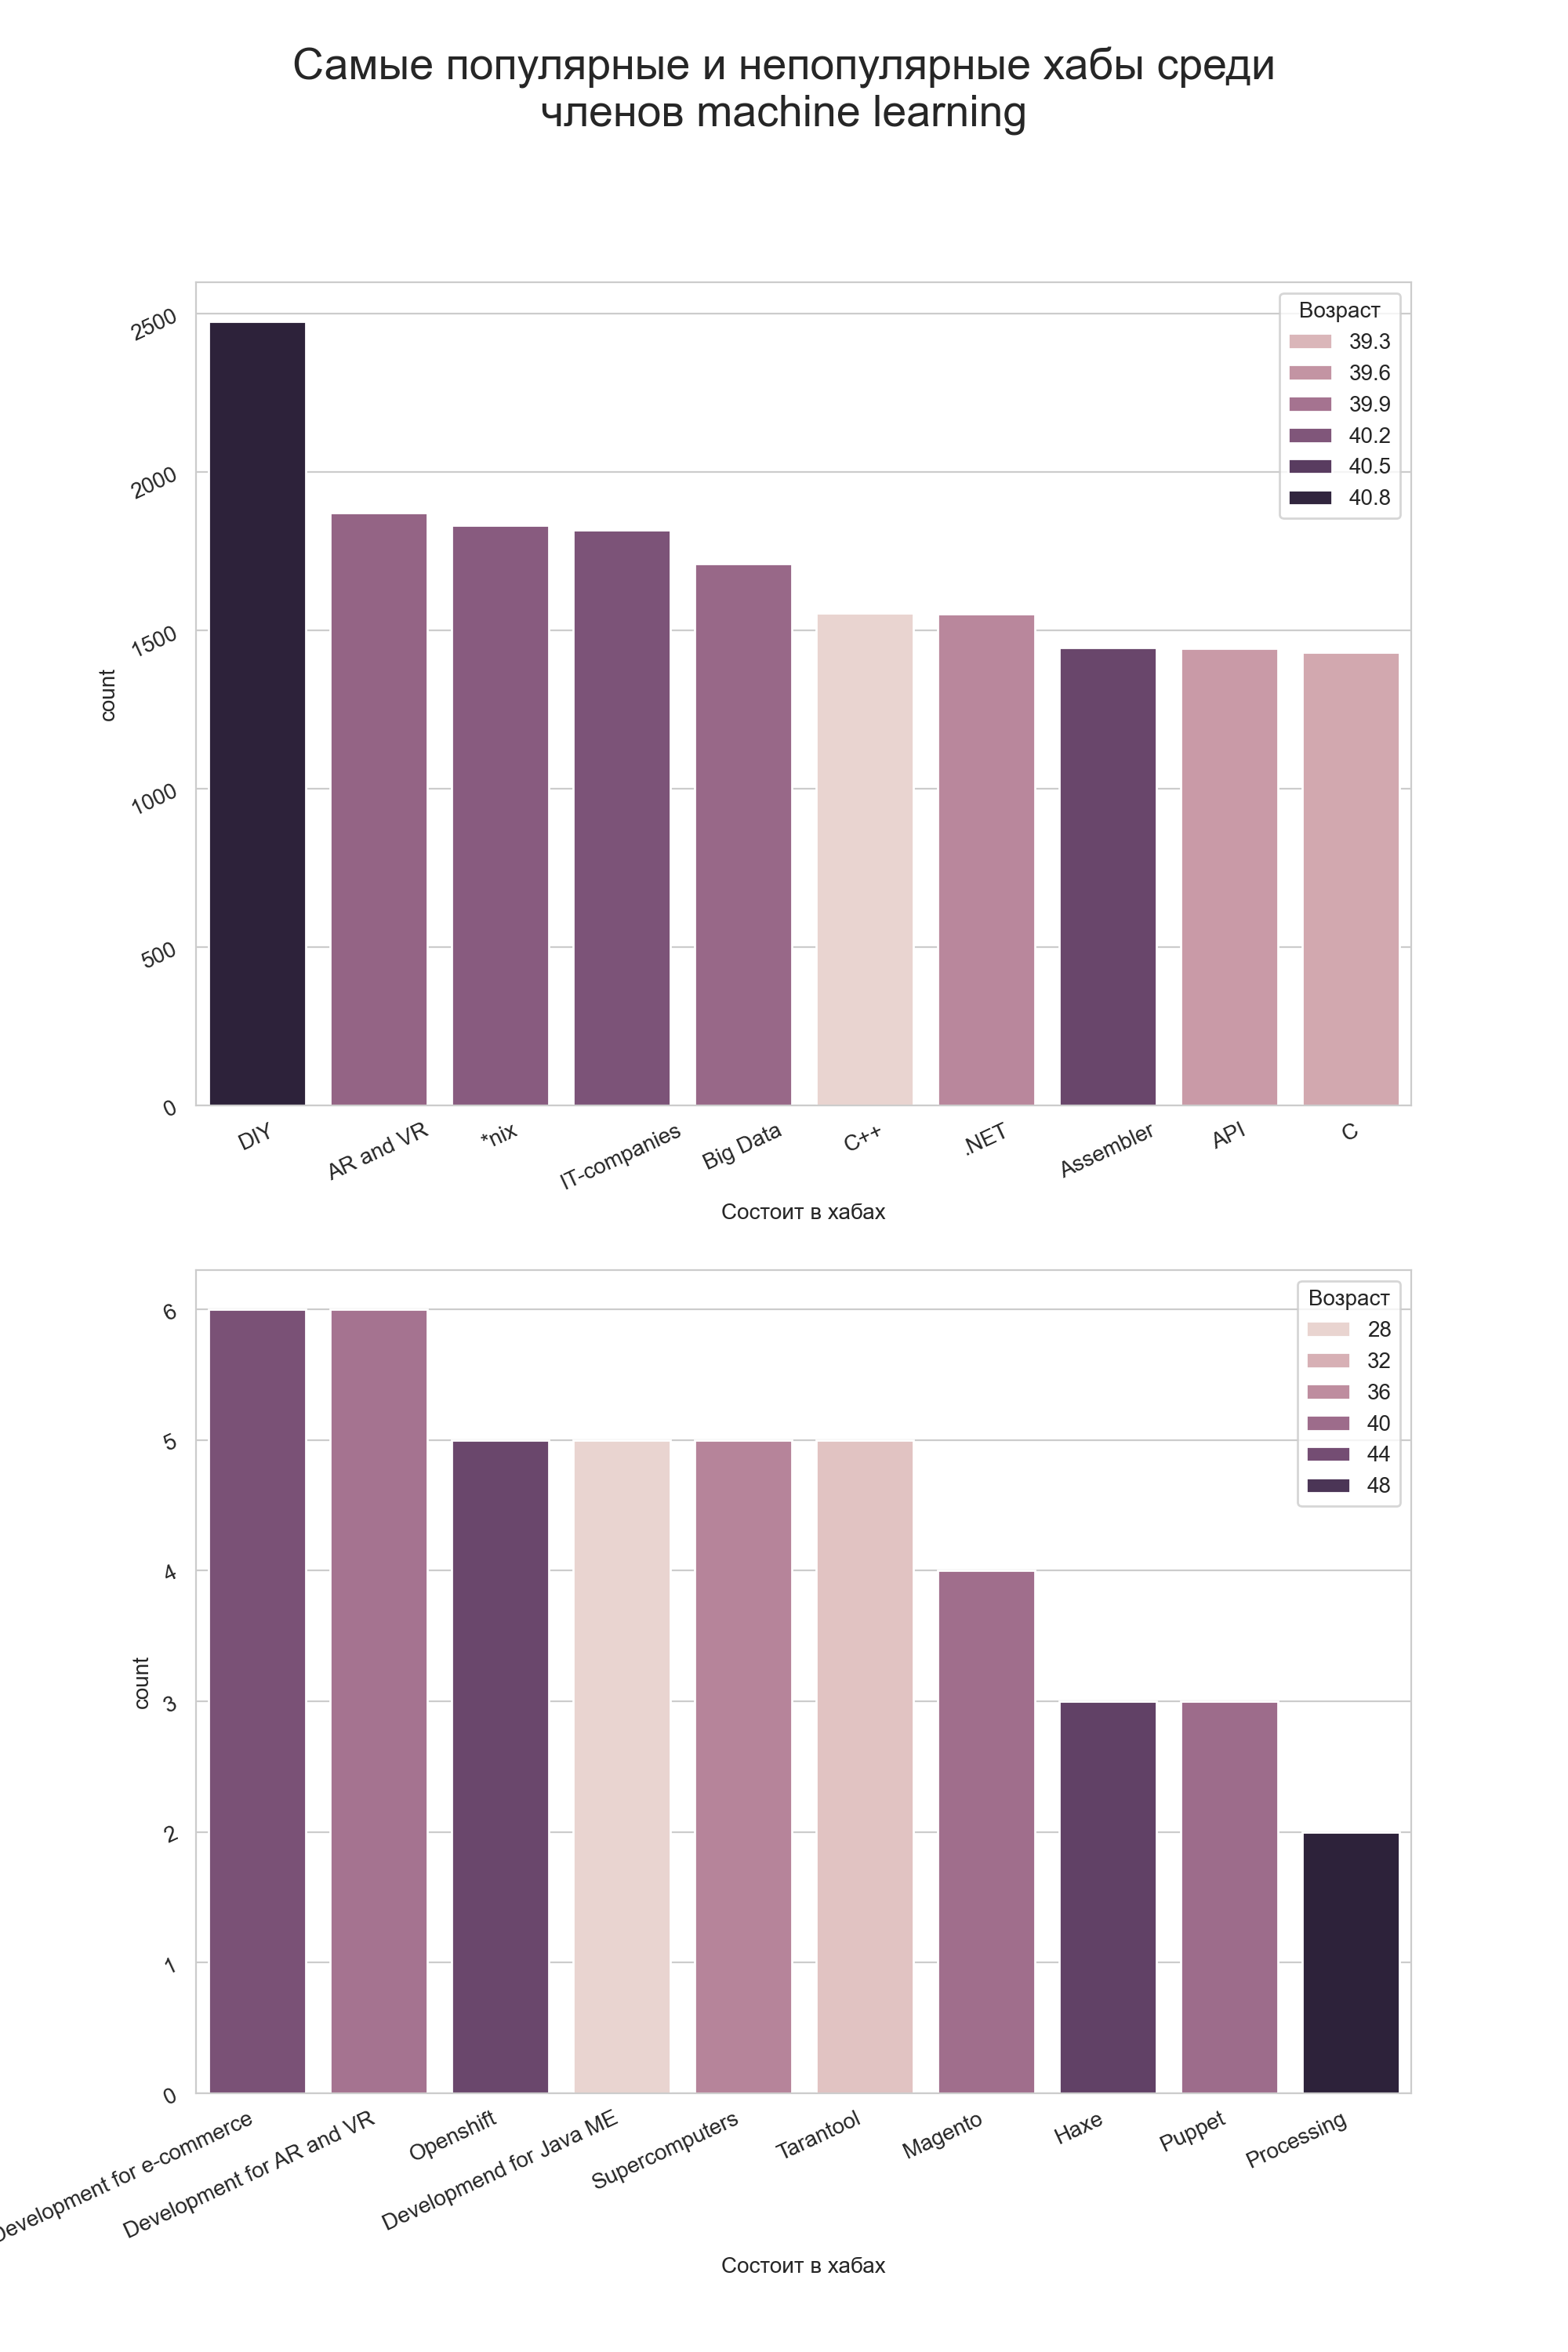 Самые популярные и непопулярные хабы среди
членов machine learning
2500
2000
1500
1000
500
0
count
Возраст
39.3
39.6
39.9
40.2
40.5
40.8
DIY
AR and VR
*nix
IT-companies
Big Data
C++
.NET
Assembler
API
C
Состоит в хабах
6
5
4
3
2
1
0
count
Возраст
28
32
36
40
44
48
Development for e-commerce
Development for AR and VR
Openshift
Developmend for Java ME
Supercomputers
Tarantool
Magento
Haxe
Puppet
Processing
Состоит в хабах